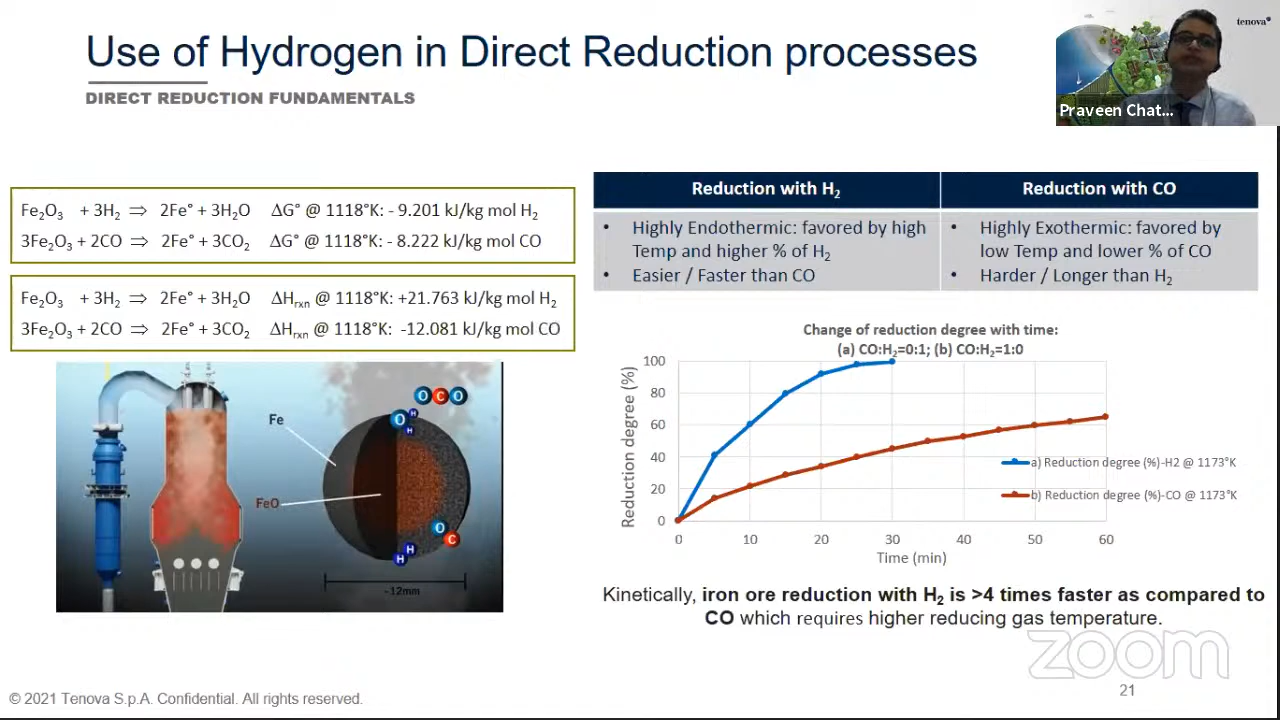 Use of Hydrogen in Direct Reduction processes
DIRECT REDUCTION FUNDAMENTALS
tenova
Praveen Chat...
Fe₂O₃ + 3H₂ ⇒ 2Fe° + 3H₂O ΔG° @ 1118°K: - 9.201 kJ/kg mol H₂
3Fe₂O₃ + 2CO ⇒ 2Fe° + 3CO₂ ΔG° @ 1118°K: - 8.222 kJ/kg mol CO
Fe₂O₃ + 3H₂ ⇒ 2Fe° + 3H₂O ΔHrxn @ 1118°K: +21.763 kJ/kg mol H₂
3Fe₂O₃ + 2CO ⇒ 2Fe° + 3CO₂ ΔHrxn @ 1118°K: -12.081 kJ/kg mol CO
O C O
Fe
O H
H
FeO
O
C
H
H
~12mm
Reduction with H₂
Reduction with CO
• Highly Endothermic: favored by high
Temp and higher % of H₂
• Easier / Faster than CO
• Highly Exothermic: favored by
low Temp and lower % of CO
• Harder / Longer than H₂
Change of reduction degree with time:
(a) CO:H₂=0:1; (b) CO:H₂=1:0
Reduction degree (%)
100
80
60
40
20
0
0 10 20 30 40 50 60
Time (min)
a) Reduction degree (%)-H2 @ 1173°K
b) Reduction degree (%)-CO @ 1173°K
Kinetically, iron ore reduction with H₂ is >4 times faster as compared to
CO which requires higher reducing gas temperature.
zoom
21
© 2021 Tenova S.p.A. Confidential. All rights reserved.